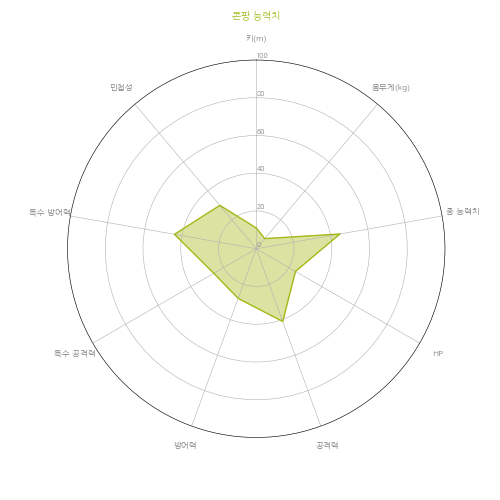 콘팡 능력치
키(m)
몸무게(kg)
총 능력치
HP
공격력
방어력
특수 공격력
특수 방어력
민첩성
100
80
60
40
20
0